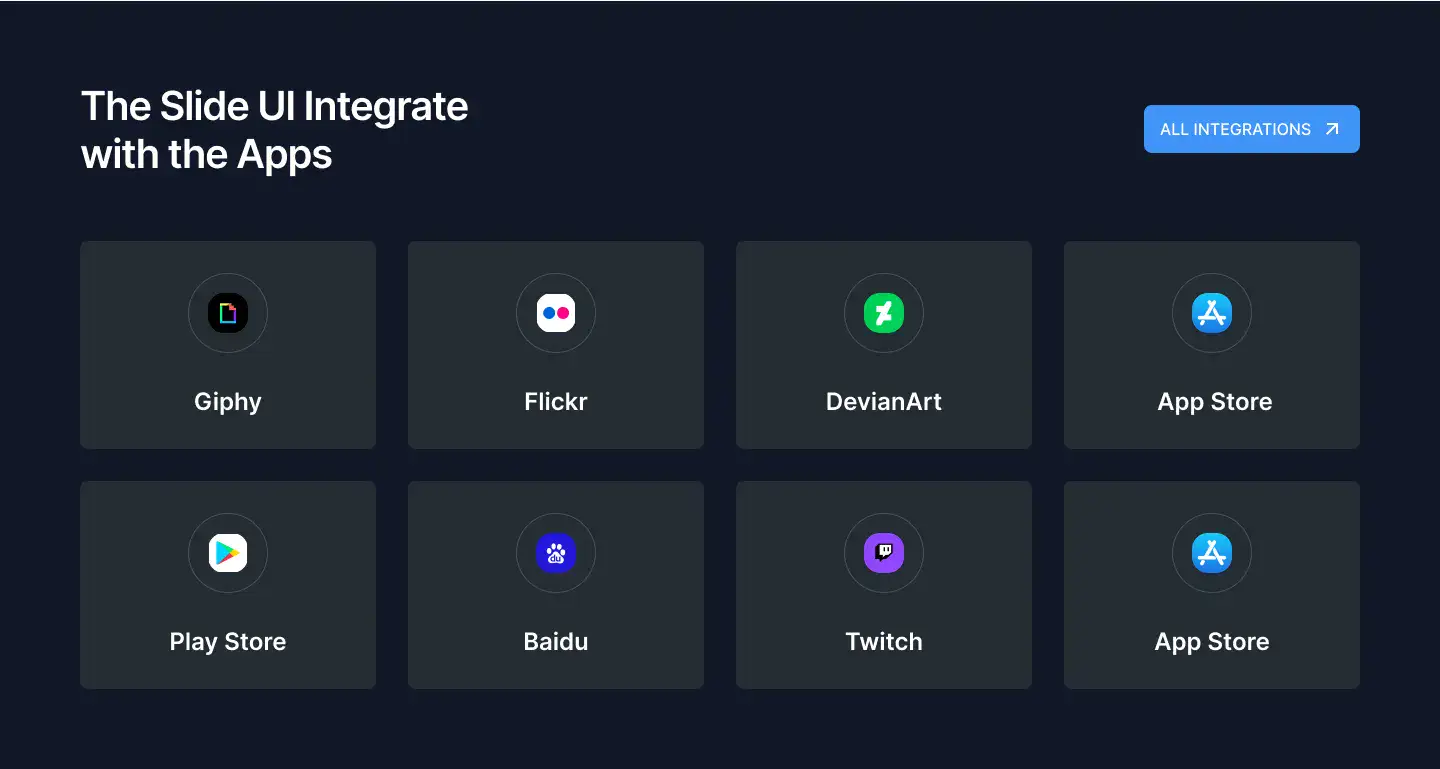 The Slide UI Integrate
with the Apps
ALL INTEGRATIONS
Giphy
Flickr
DevianArt
App Store
Play Store
du
Baidu
Twitch
App Store